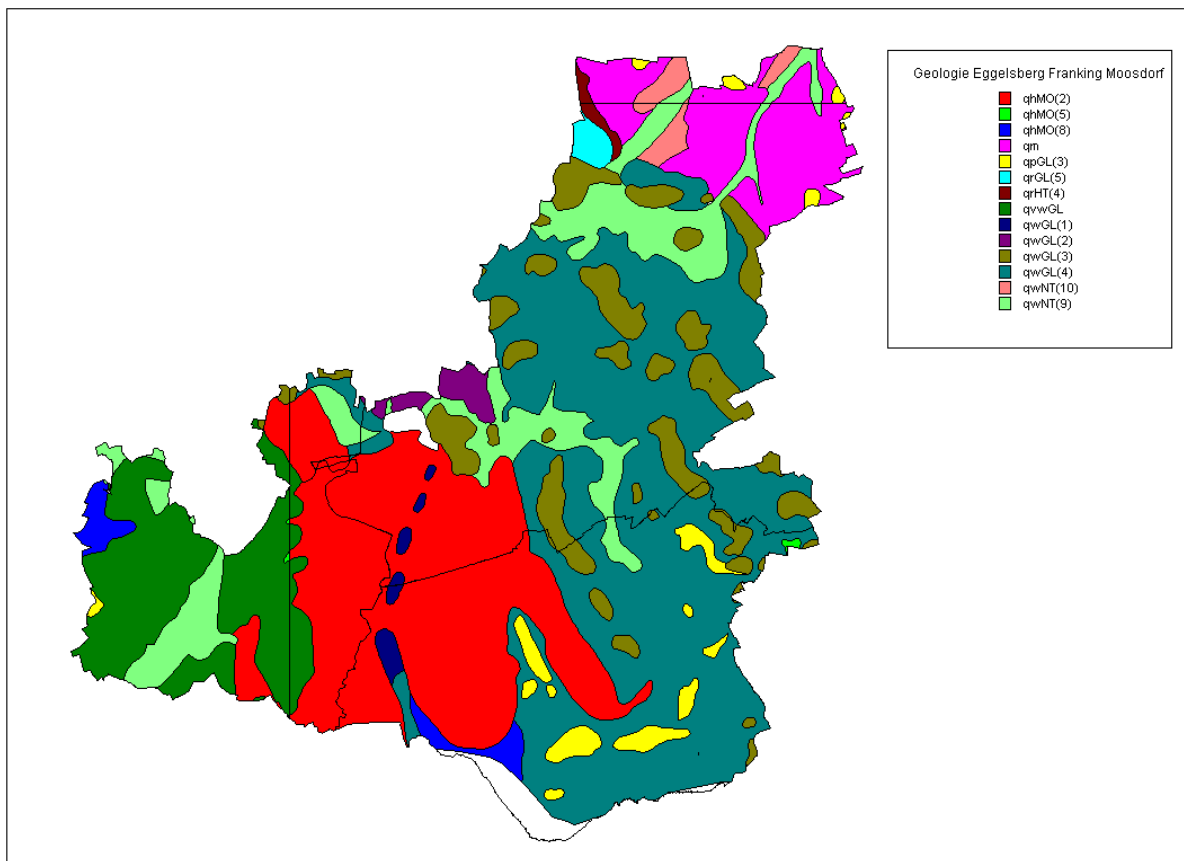 Geologie Eggelsberg Franking Moosdorf
qhMO(2)
qhMO(5)
qhMO(8)
qm
qpGL(3)
qrGL(5)
qrHT(4)
qvwGL
qwGL(1)
qwGL(2)
qwGL(3)
qwGL(4)
qwNT(10)
qwNT(9)